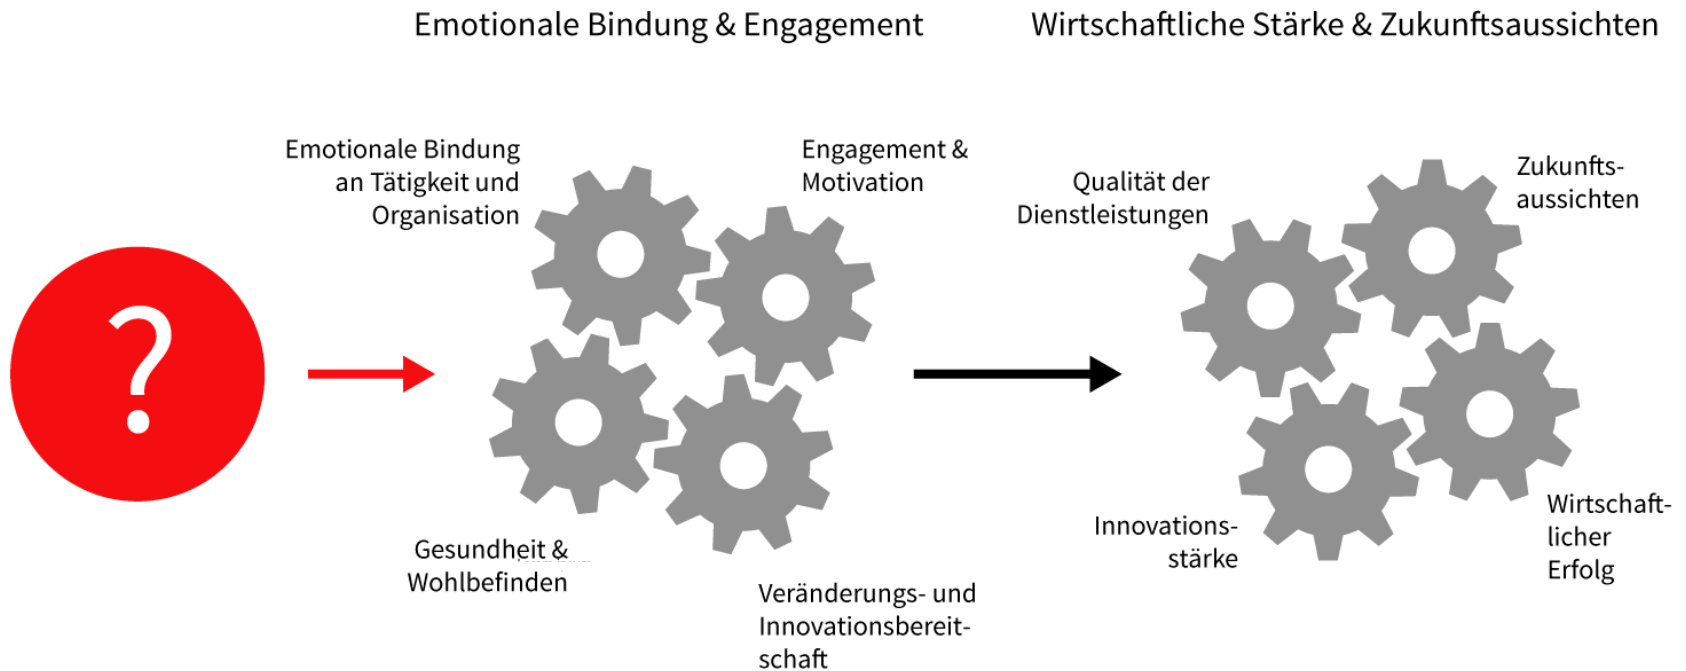 Emotionale Bindung & Engagement
Wirtschaftliche Stärke & Zukunftsaussichten
Emotionale Bindung
an Tätigkeit und
Organisation
Engagement &
Motivation
Qualität der
Dienstleistungen
Zukunfts-
aussichten
?
Gesundheit &
Wohlbefinden
Veränderungs- und
Innovationsbereit-
schaft
Innovations-
stärke
Wirtschaft-
licher
Erfolg